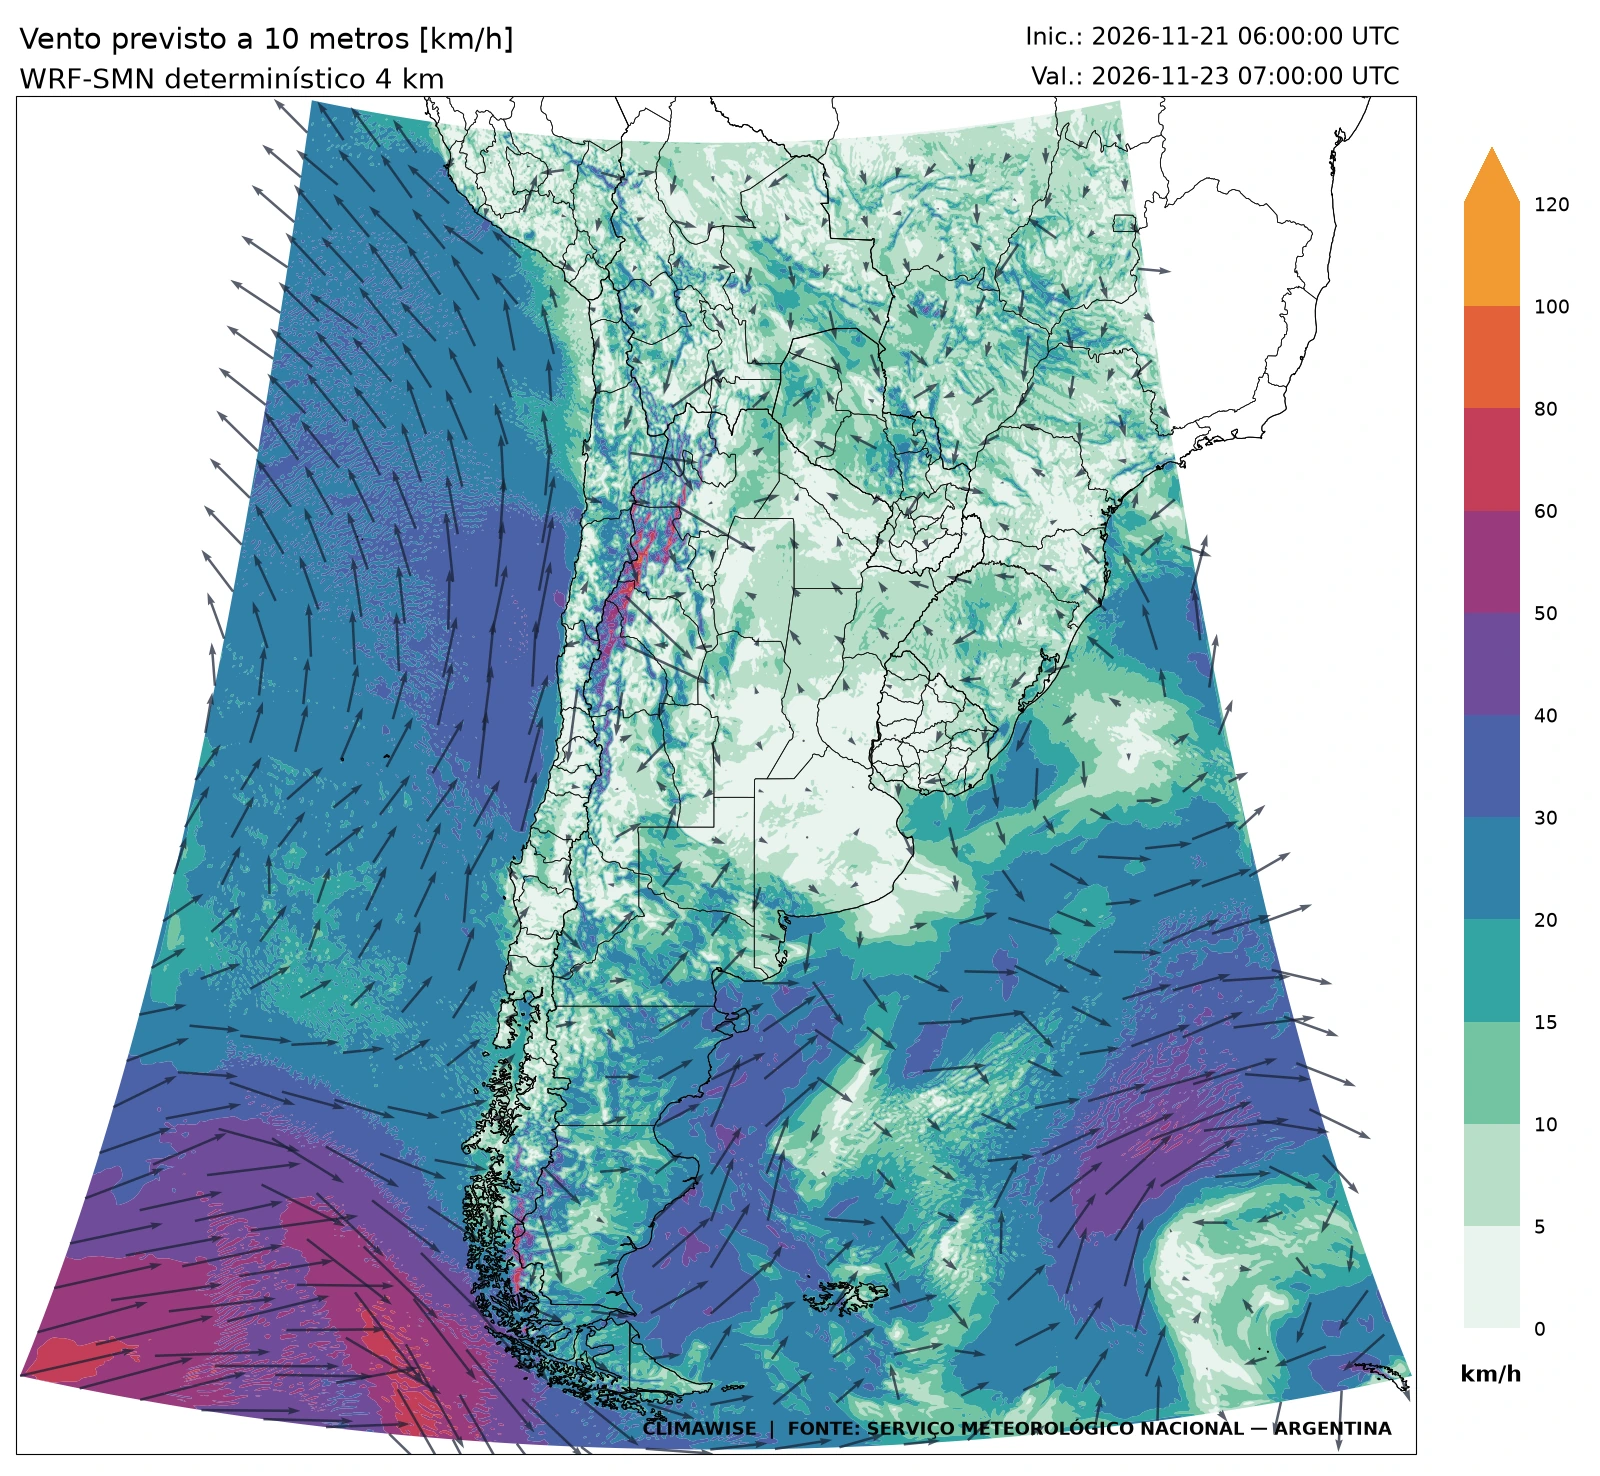 Vento previsto a 10 metros [km/h]
WRF-SMN determinístico 4 km
Inic.: 2026-11-21 06:00:00 UTC
Val.: 2026-11-23 07:00:00 UTC
120
100
80
60
50
40
30
20
15
10
5
0
km/h
CLIMAWISE | FONTE: SERVIÇO METEOROLÓGICO NACIONAL — ARGENTINA